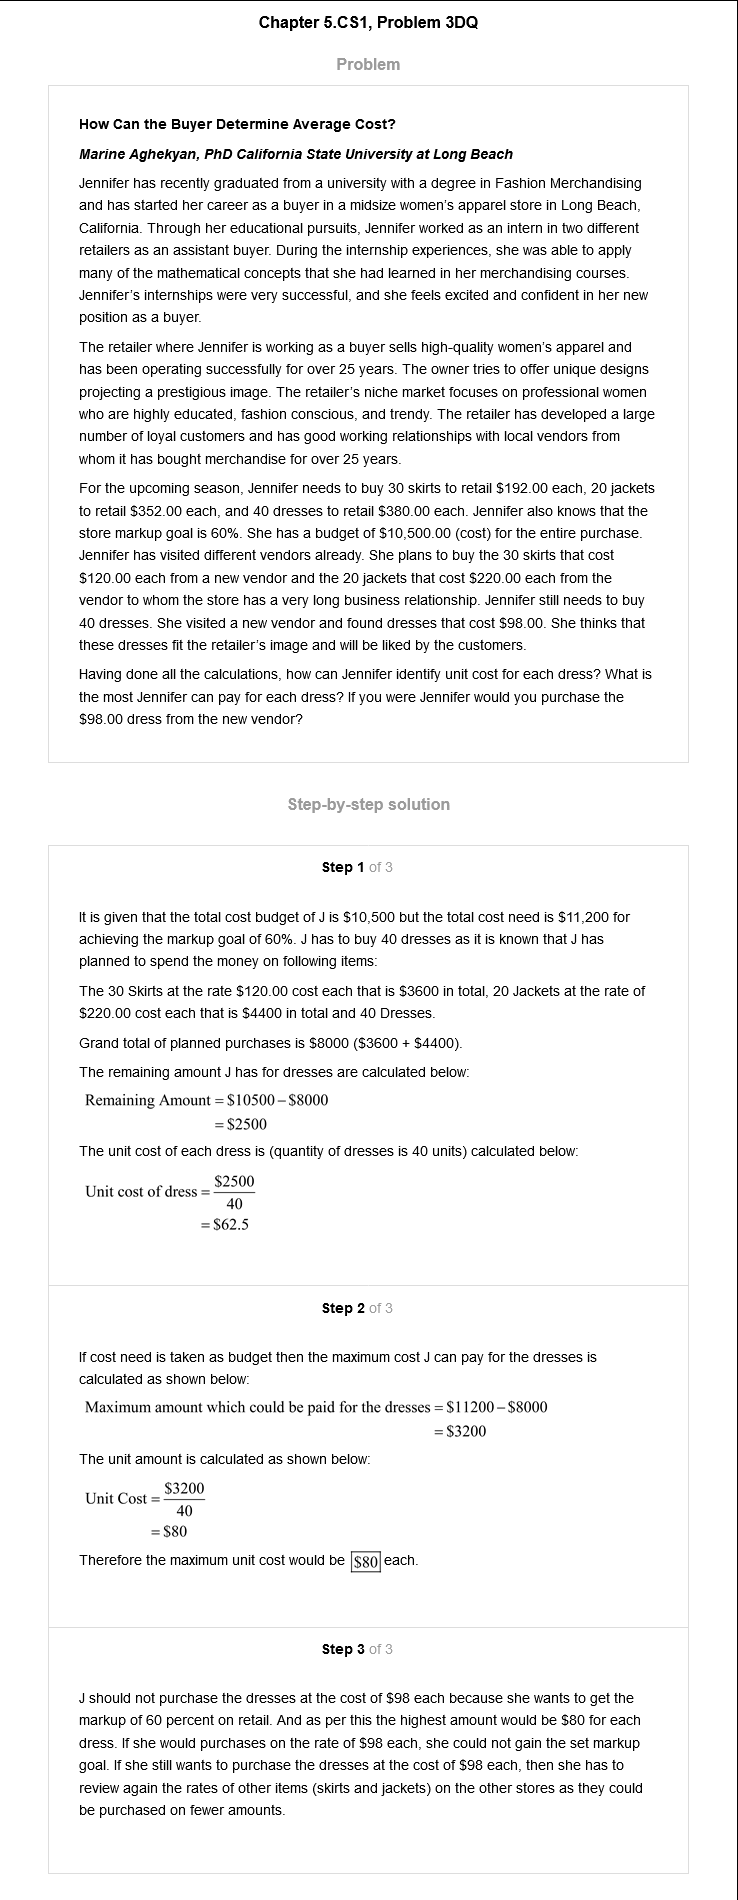 Chapter 5.CS1, Problem 3DQ
Problem
How Can the Buyer Determine Average Cost?
Marine Aghekyan, PhD California State University at Long Beach
Jennifer has recently graduated from a university with a degree in Fashion Merchandising
and has started her career as a buyer in a midsize women's apparel store in Long Beach,
California. Through her educational pursuits, Jennifer worked as an intern in two different
retailers as an assistant buyer. During the internship experiences, she was able to apply
many of the mathematical concepts that she had learned in her merchandising courses.
Jennifer's internships were very successful, and she feels excited and confident in her new
position as a buyer.
The retailer where Jennifer is working as a buyer sells high-quality women's apparel and
has been operating successfully for over 25 years. The owner tries to offer unique designs
projecting a prestigious image. The retailer's niche market focuses on professional women
who are highly educated, fashion conscious, and trendy. The retailer has developed a large
number of loyal customers and has good working relationships with local vendors from
whom it has bought merchandise for over 25 years.
For the upcoming season, Jennifer needs to buy 30 skirts to retail $192.00 each, 20 jackets
to retail $352.00 each, and 40 dresses to retail $380.00 each. Jennifer also knows that the
store markup goal is 60%. She has a budget of $10,500.00 (cost) for the entire purchase.
Jennifer has visited different vendors already. She plans to buy the 30 skirts that cost
$120.00 each from a new vendor and the 20 jackets that cost $220.00 each from the
vendor to whom the store has a very long business relationship. Jennifer still needs to buy
40 dresses. She visited a new vendor and found dresses that cost $98.00. She thinks that
these dresses fit the retailer's image and will be liked by the customers.
Having done all the calculations, how can Jennifer identify unit cost for each dress? What is
the most Jennifer can pay for each dress? If you were Jennifer would you purchase the
$98.00 dress from the new vendor?
Step-by-step solution
Step 1 of 3
It is given that the total cost budget of J is $10,500 but the total cost need is $11,200 for
achieving the markup goal of 60%. J has to buy 40 dresses as it is known that J has
planned to spend the money on following items:
The 30 Skirts at the rate $120.00 cost each that is $3600 in total, 20 Jackets at the rate of
$220.00 cost each that is $4400 in total and 40 Dresses.
Grand total of planned purchases is $8000 ($3600 + $4400).
The remaining amount J has for dresses are calculated below:
Remaining Amount = $10500 – $8000
= $2500
The unit cost of each dress is (quantity of dresses is 40 units) calculated below:
Unit cost of dress = $2500
40
= $62.5
Step 2 of 3
If cost need is taken as budget then the maximum cost J can pay for the dresses is
calculated as shown below:
Maximum amount which could be paid for the dresses = $11200 – $8000
= $3200
The unit amount is calculated as shown below:
Unit Cost = $3200
40
= $80
Therefore the maximum unit cost would be $80 each.
Step 3 of 3
J should not purchase the dresses at the cost of $98 each because she wants to get the
markup of 60 percent on retail. And as per this the highest amount would be $80 for each
dress. If she would purchases on the rate of $98 each, she could not gain the set markup
goal. If she still wants to purchase the dresses at the cost of $98 each, then she has to
review again the rates of other items (skirts and jackets) on the other stores as they could
be purchased on fewer amounts.